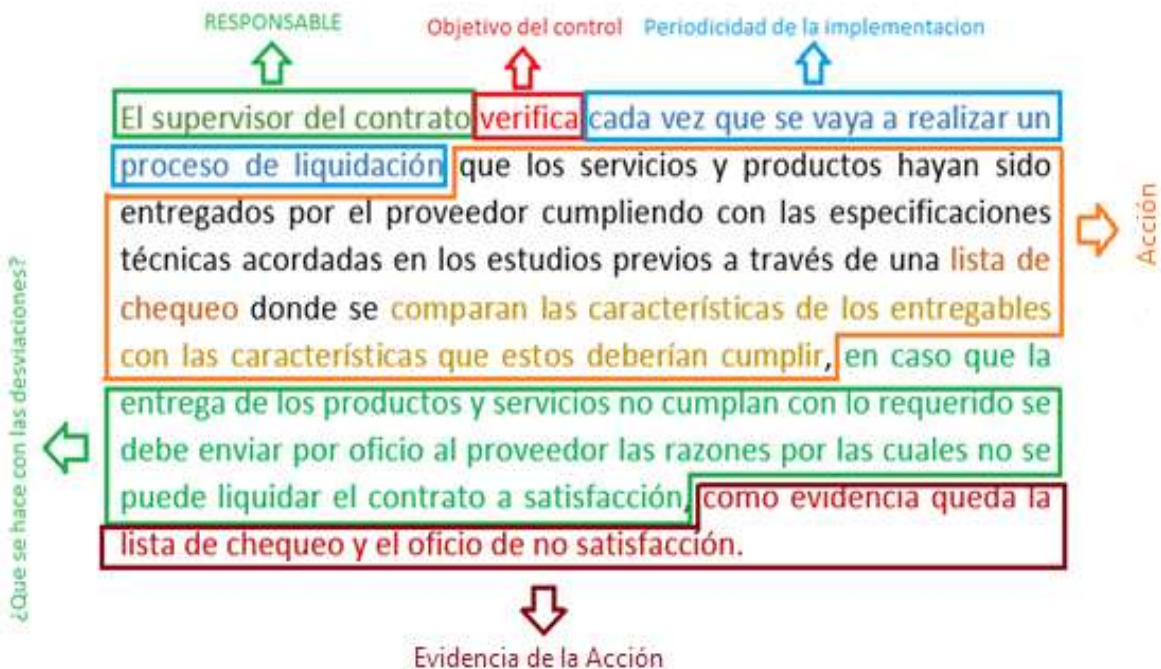 RESPONSABLE
Objetivo del control
Periodicidad de la implementacion
El supervisor del contrato verifica cada vez que se vaya a realizar un
proceso de liquidación que los servicios y productos hayan sido
entregados por el proveedor cumpliendo con las especificaciones
técnicas acordadas en los estudios previos a través de una lista de
chequeo donde se comparan las características de los entregables
con las características que estos deberían cumplir, en caso que la
entrega de los productos y servicios no cumplan con lo requerido se
debe enviar por oficio al proveedor las razones por las cuales no se
puede liquidar el contrato a satisfacción, como evidencia queda la
lista de chequeo y el oficio de no satisfacción.
Acción
¿Que se hace con las desviaciones?
Evidencia de la Acción